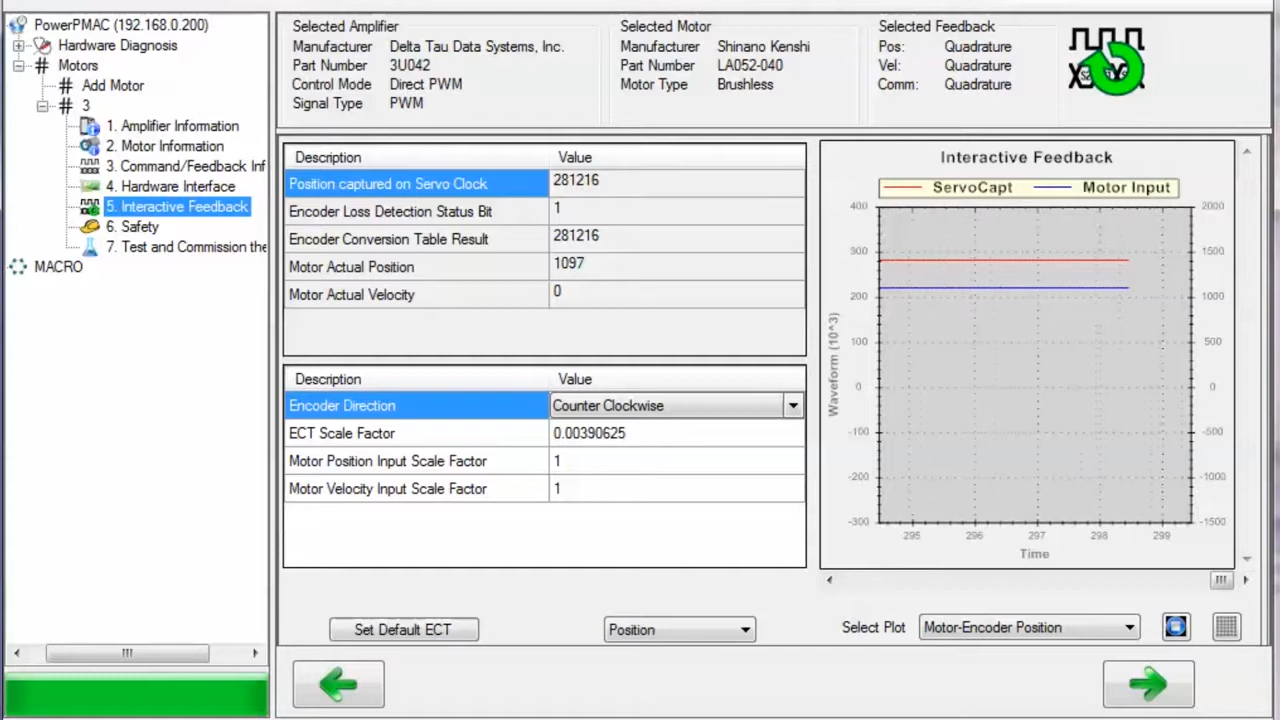 PowerPMAC (192.168.0.200)
Hardware Diagnosis
Motors
Add Motor
3
1. Amplifier Information
2. Motor Information
3. Command/Feedback Inf
4. Hardware Interface
5. Interactive Feedback
6. Safety
7. Test and Commission the
MACRO
Selected Amplifier
Manufacturer Delta Tau Data Systems, Inc.
Part Number 3U042
Control Mode Direct PWM
Signal Type PWM
Selected Motor
Manufacturer Shinano Kenshi
Part Number LA052-040
Motor Type Brushless
Selected Feedback
Pos: Quadrature
Vel: Quadrature
Comm: Quadrature
Description Value
Position captured on Servo Clock 281216
Encoder Loss Detection Status Bit 1
Encoder Conversion Table Result 281216
Motor Actual Position 1097
Motor Actual Velocity 0
Description Value
Encoder Direction Counter Clockwise
ECT Scale Factor 0.00390625
Motor Position Input Scale Factor 1
Motor Velocity Input Scale Factor 1
Interactive Feedback
ServoCapt Motor Input
400 2000
300 1500
200 1000
100 500
0 0
-100 -500
-200 -1000
-300 -1500
Waveform (10^3)
295 296 297 298 299
Time
Set Default ECT
Position
Select Plot Motor-Encoder Position